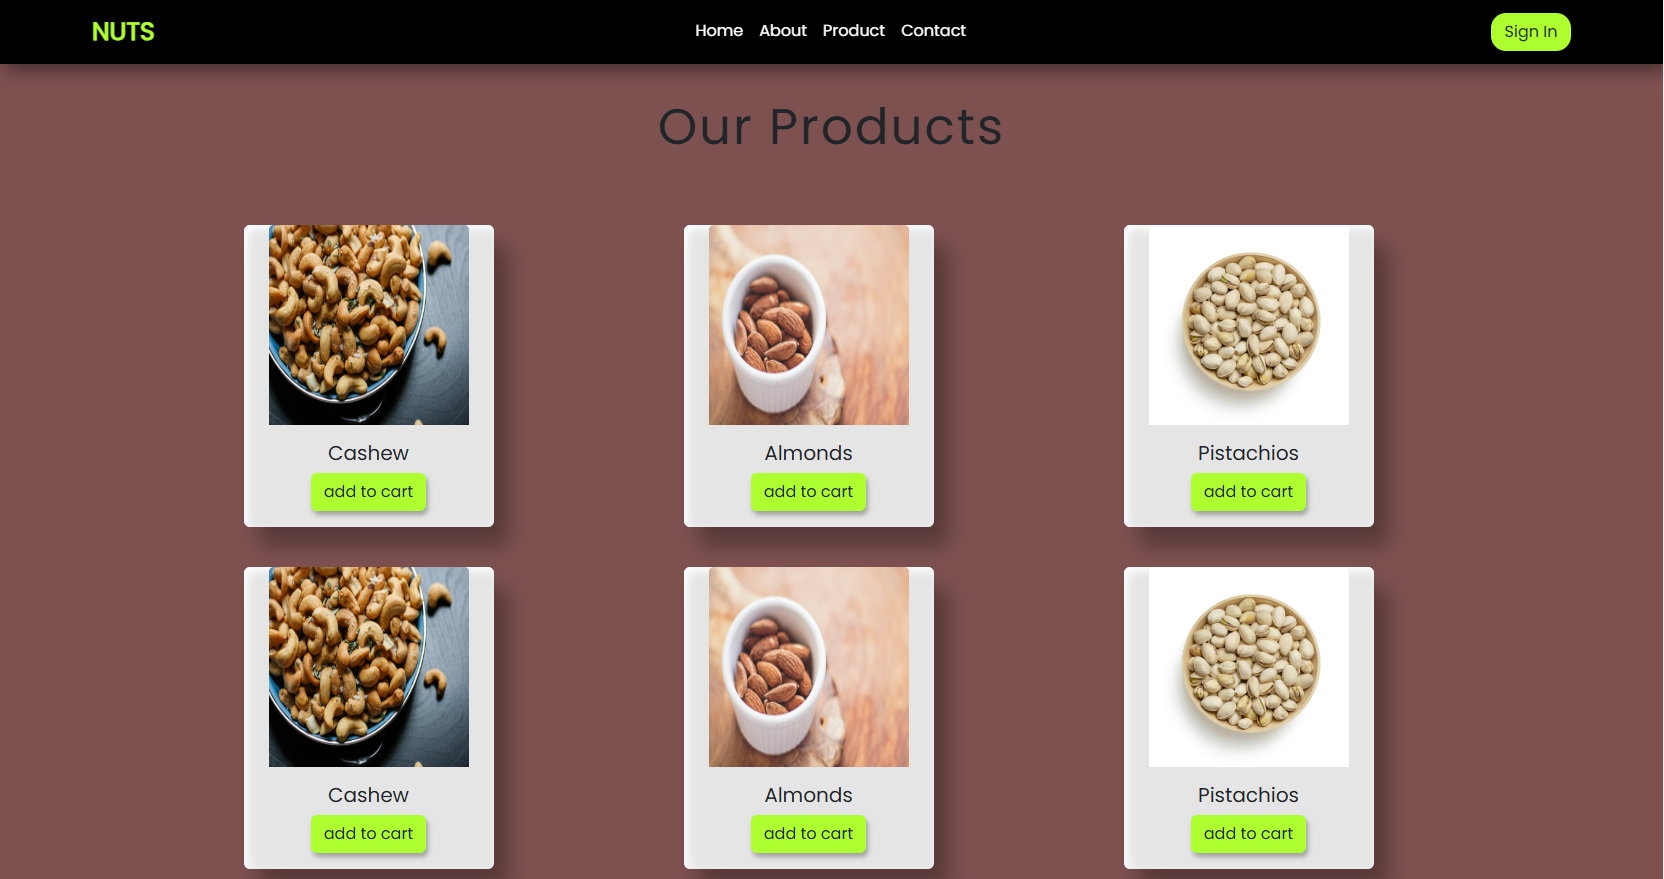 NUTS
Home About Product Contact
Sign In
Our Products
Cashew
add to cart
Almonds
add to cart
Pistachios
add to cart
Cashew
add to cart
Almonds
add to cart
Pistachios
add to cart